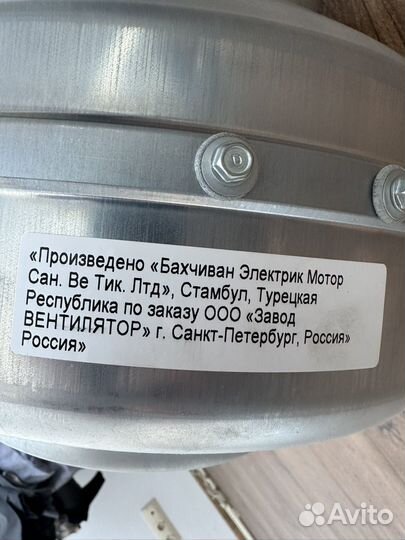 «Произведено «Бахчиван Электрик Мотор
Сан. Ве Тик. Лтд», Стамбул, Турецкая
Республика по заказу ООО «Завод
ВЕНТИЛЯТОР» г. Санкт-Петербург, Россия»
Россия»
Avito